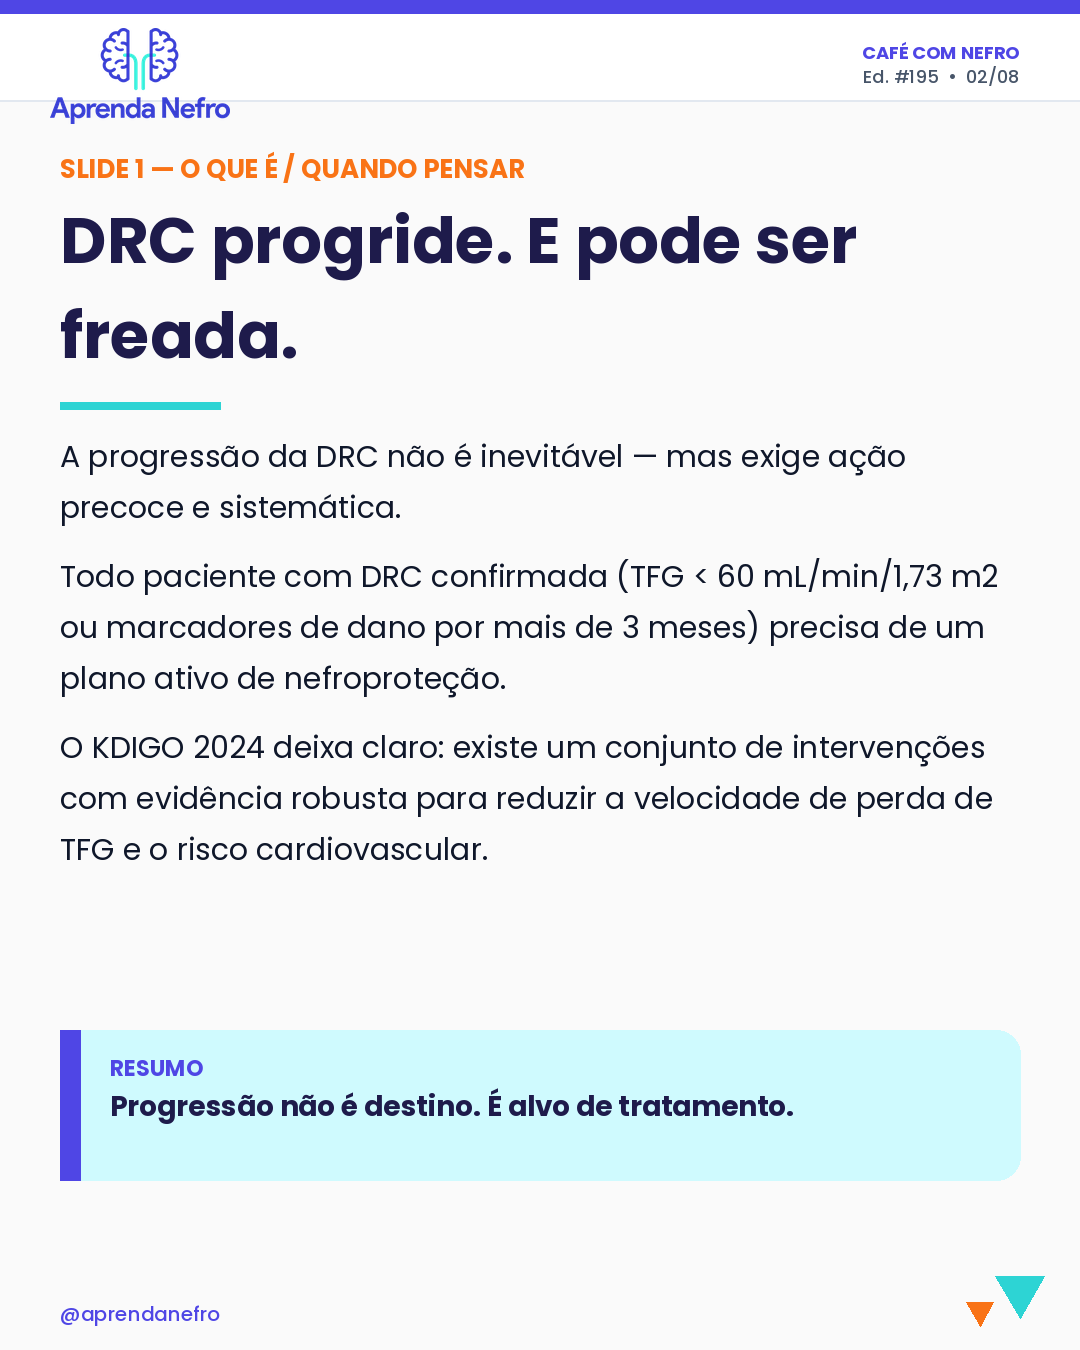 Aprenda Nefro
CAFÉ COM NEFRO
Ed. #195 • 02/08
SLIDE 1 — O QUE É / QUANDO PENSAR
DRC progride. E pode ser
freada.
A progressão da DRC não é inevitável — mas exige ação
precoce e sistemática.
Todo paciente com DRC confirmada (TFG < 60 mL/min/1,73 m2
ou marcadores de dano por mais de 3 meses) precisa de um
plano ativo de nefroproteção.
O KDIGO 2024 deixa claro: existe um conjunto de intervenções
com evidência robusta para reduzir a velocidade de perda de
TFG e o risco cardiovascular.
RESUMO
Progressão não é destino. É alvo de tratamento.
@aprendanefro